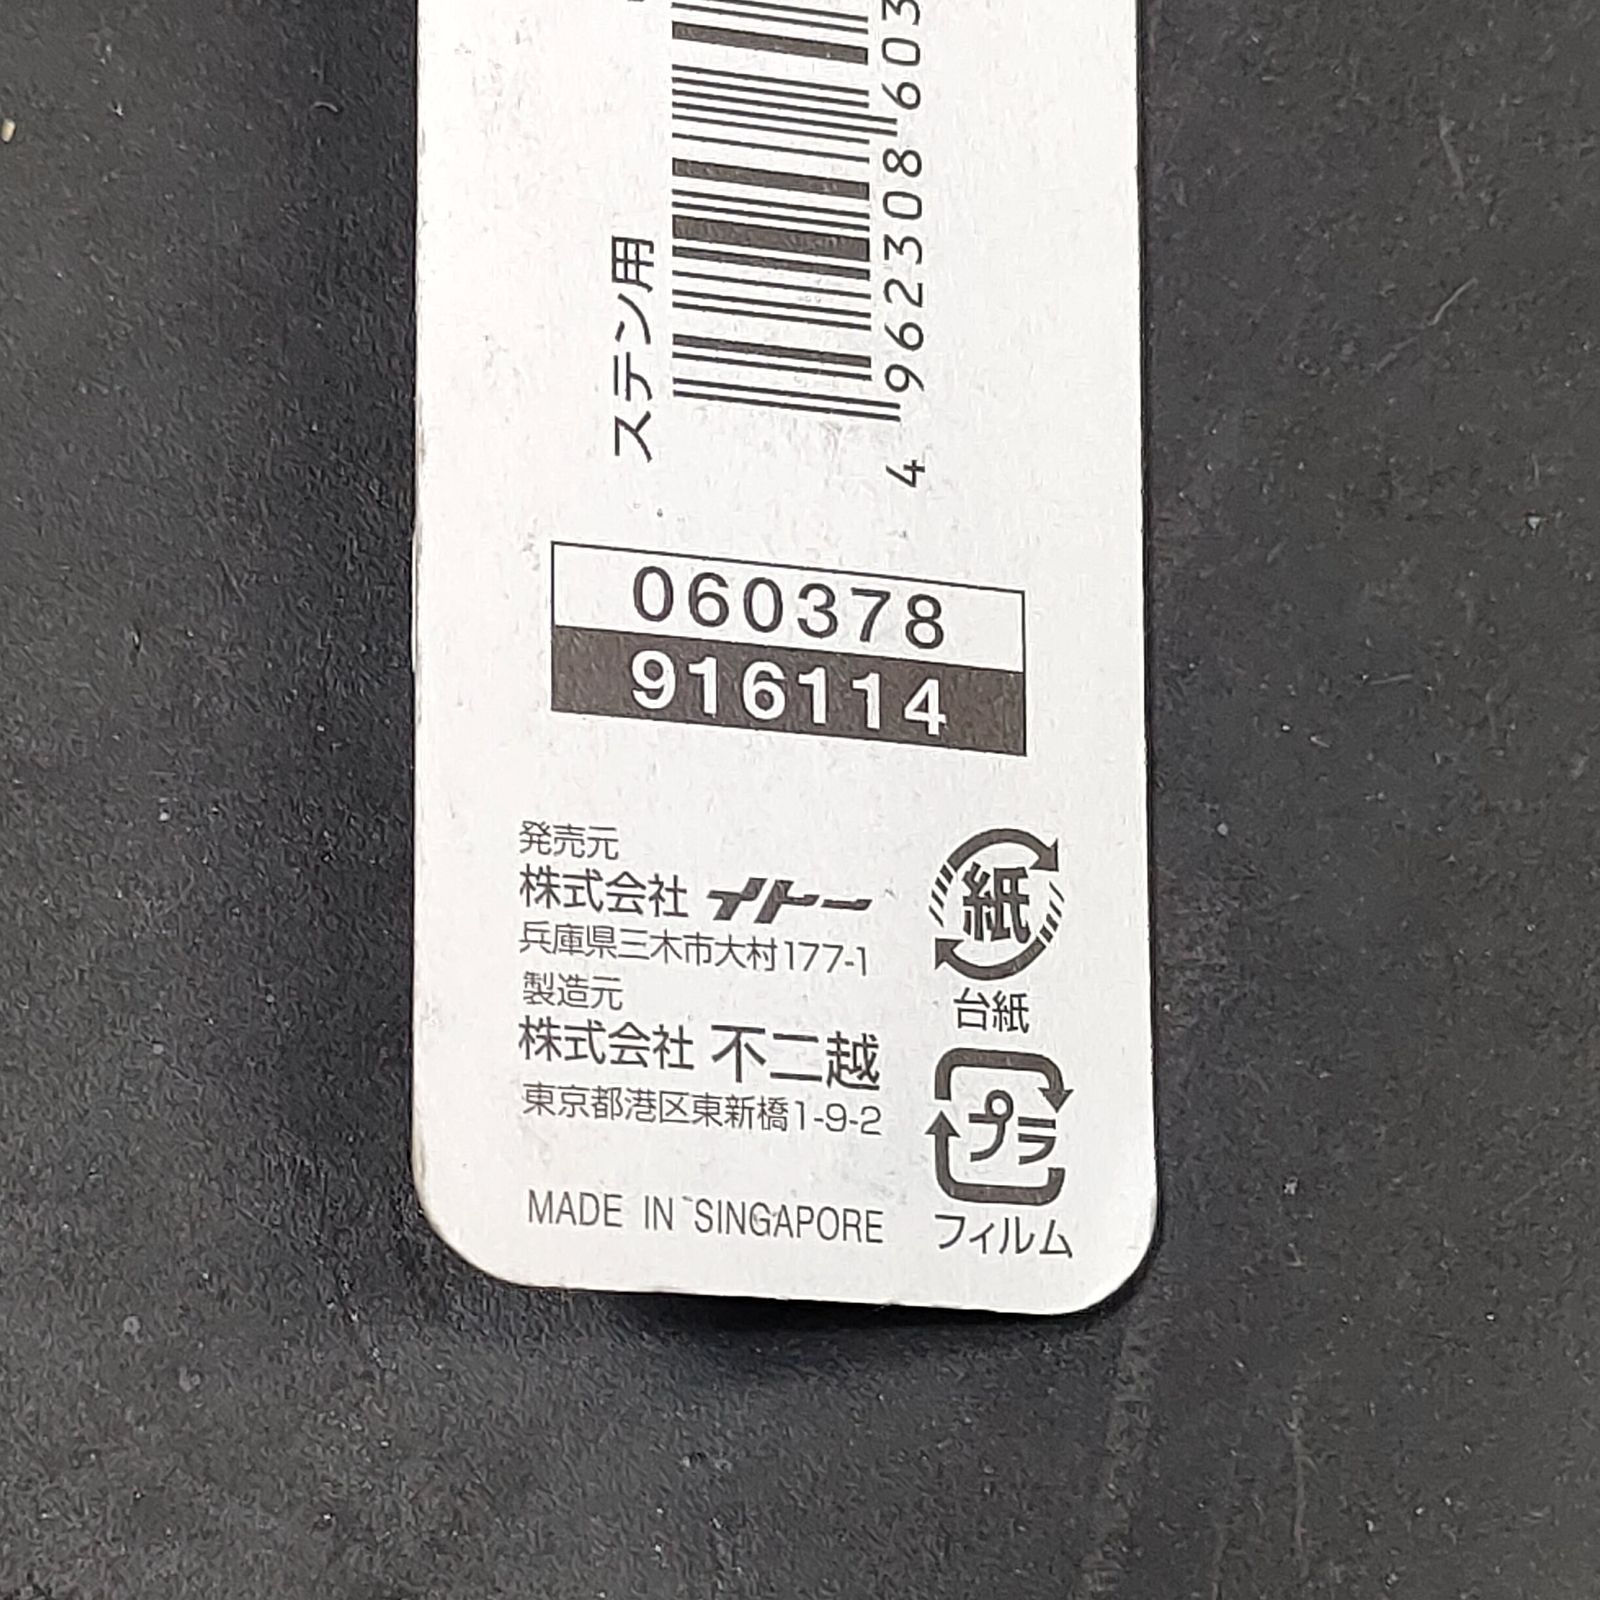 ステン用
4 962308 603
060378
916114
発売元
株式会社 イトー
兵庫県三木市大村177-1
製造元
株式会社 不二越
東京都港区東新橋1-9-2
MADE IN SINGAPORE
紙
台紙
プラ
フィルム